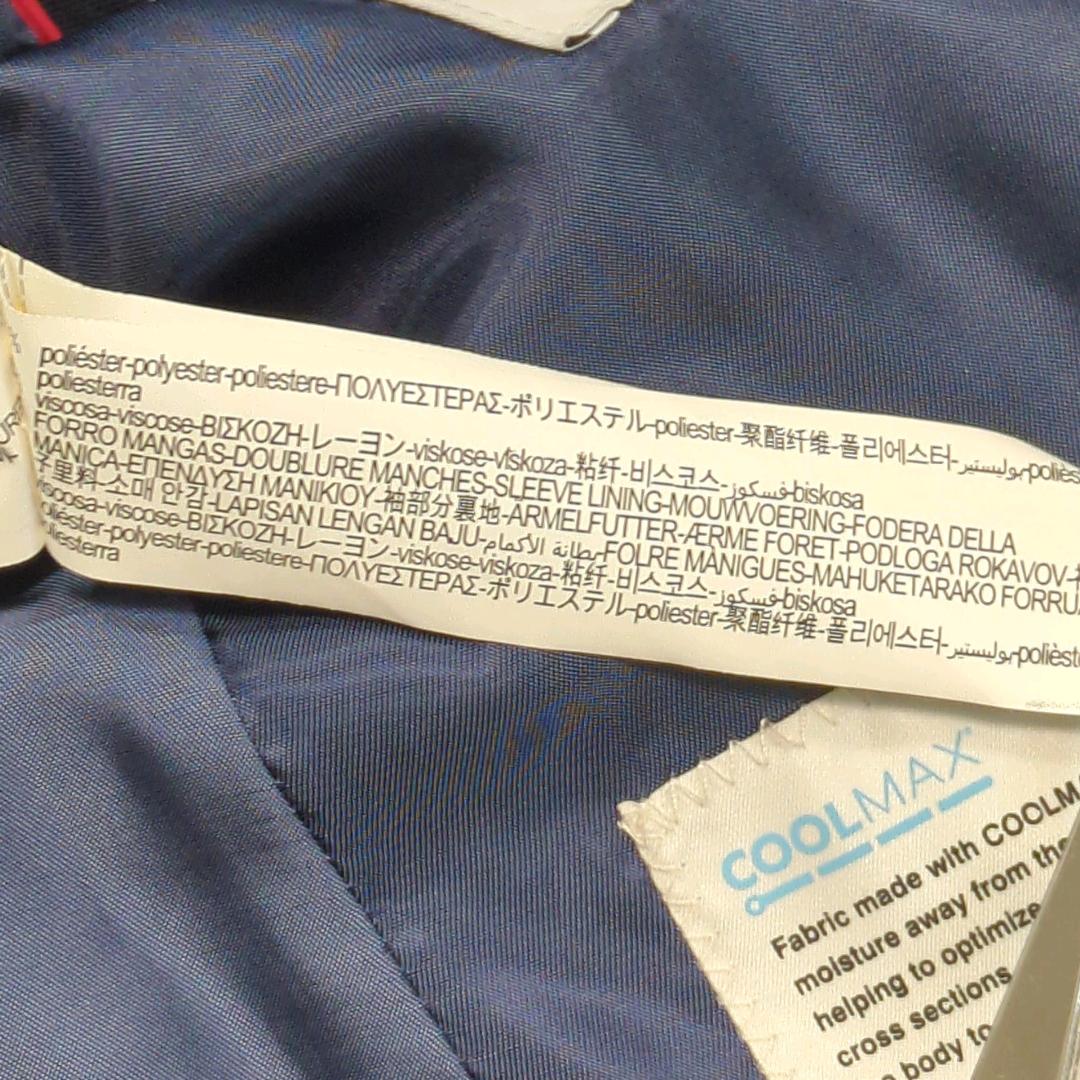 poliéster-polyester-poliestere-ΠΟΛΥΕΣΤΕΡΑΣ-ポリエステル-poliester-聚酯纤维-폴리에스터-بوليستير-poliès
poliesterra
viscosa-viscose-ΒΙΣΚΟΖΗ-レーヨン-viskose-viskoza-粘纤-비스코스-فسكوز-biskosa
FORRO MANGAS-DOUBLURE MANCHES-SLEEVE LINING-MOUWVOERING-FODERA DELLA
MANICA-ΕΠΕΝΔΥΣΗ ΜΑΝΙΚΙΟΥ-袖部分裏地-ÄRMELFUTTER-ÆRME FORET-PODLOGA ROKAVOV-
子里料-소매 안감-LAPISAN LENGAN BAJU-بطانة الأكمام-FOLRE MÀNIGUES-MAHUKETARAKO FORRU
viscosa-viscose-ΒΙΣΚΟΖΗ-レーヨン-viskose-viskoza-粘纤-비스코스-فسكوز-biskosa
poliéster-polyester-poliestere-ΠΟΛΥΕΣΤΕΡΑΣ-ポリエステル-poliester-聚酯纤维-폴리에스터-بوليستير-polièst
liesterra
COOLMAX
Fabric made with COOLM
moisture away from the
helping to optimize
cross sections
body to